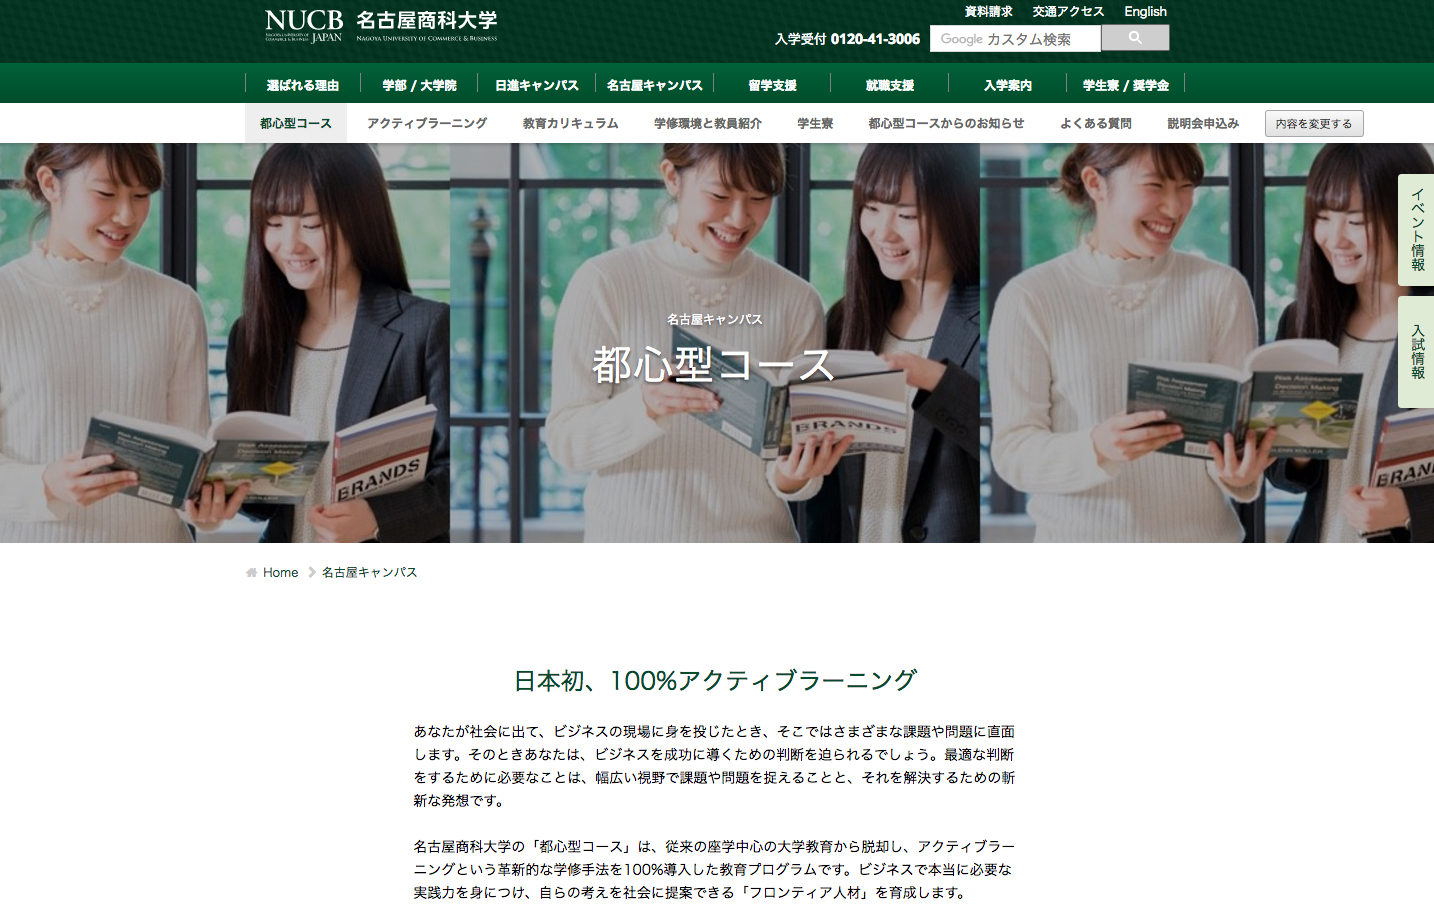 NUCB 名古屋商科大学
NAGOYA UNIVERSITY OF COMMERCE & BUSINESS JAPAN NAGOYA UNIVERSITY OF COMMERCE & BUSINESS
資料請求 交通アクセス English
入学受付 0120-41-3006 Google カスタム検索
選ばれる理由 学部 / 大学院 日進キャンパス 名古屋キャンパス 留学支援 就職支援 入学案内 学生寮 / 奨学金
都心型コース アクティブラーニング 教育カリキュラム 学修環境と教員紹介 学生寮 都心型コースからのお知らせ よくある質問 説明会申込み 内容を変更する
イベント情報
入試情報
名古屋キャンパス
都心型コース
Risk Assessment
Decision Making
BRANDS
BRANDS
Risk Assessment
Decision Making
GLENN KOLLER
BRANDS
Home 名古屋キャンパス
日本初、100%アクティブラーニング
あなたが社会に出て、ビジネスの現場に身を投じたとき、そこではさまざまな課題や問題に直面
します。そのときあなたは、ビジネスを成功に導くための判断を迫られるでしょう。最適な判断
をするために必要なことは、幅広い視野で課題や問題を捉えることと、それを解決するための斬
新な発想です。
名古屋商科大学の「都心型コース」は、従来の座学中心の大学教育から脱却し、アクティブラー
ニングという革新的な学修手法を100%導入した教育プログラムです。ビジネスで本当に必要な
実践力を身につけ、自らの考えを社会に提案できる「フロンティア人材」を育成します。